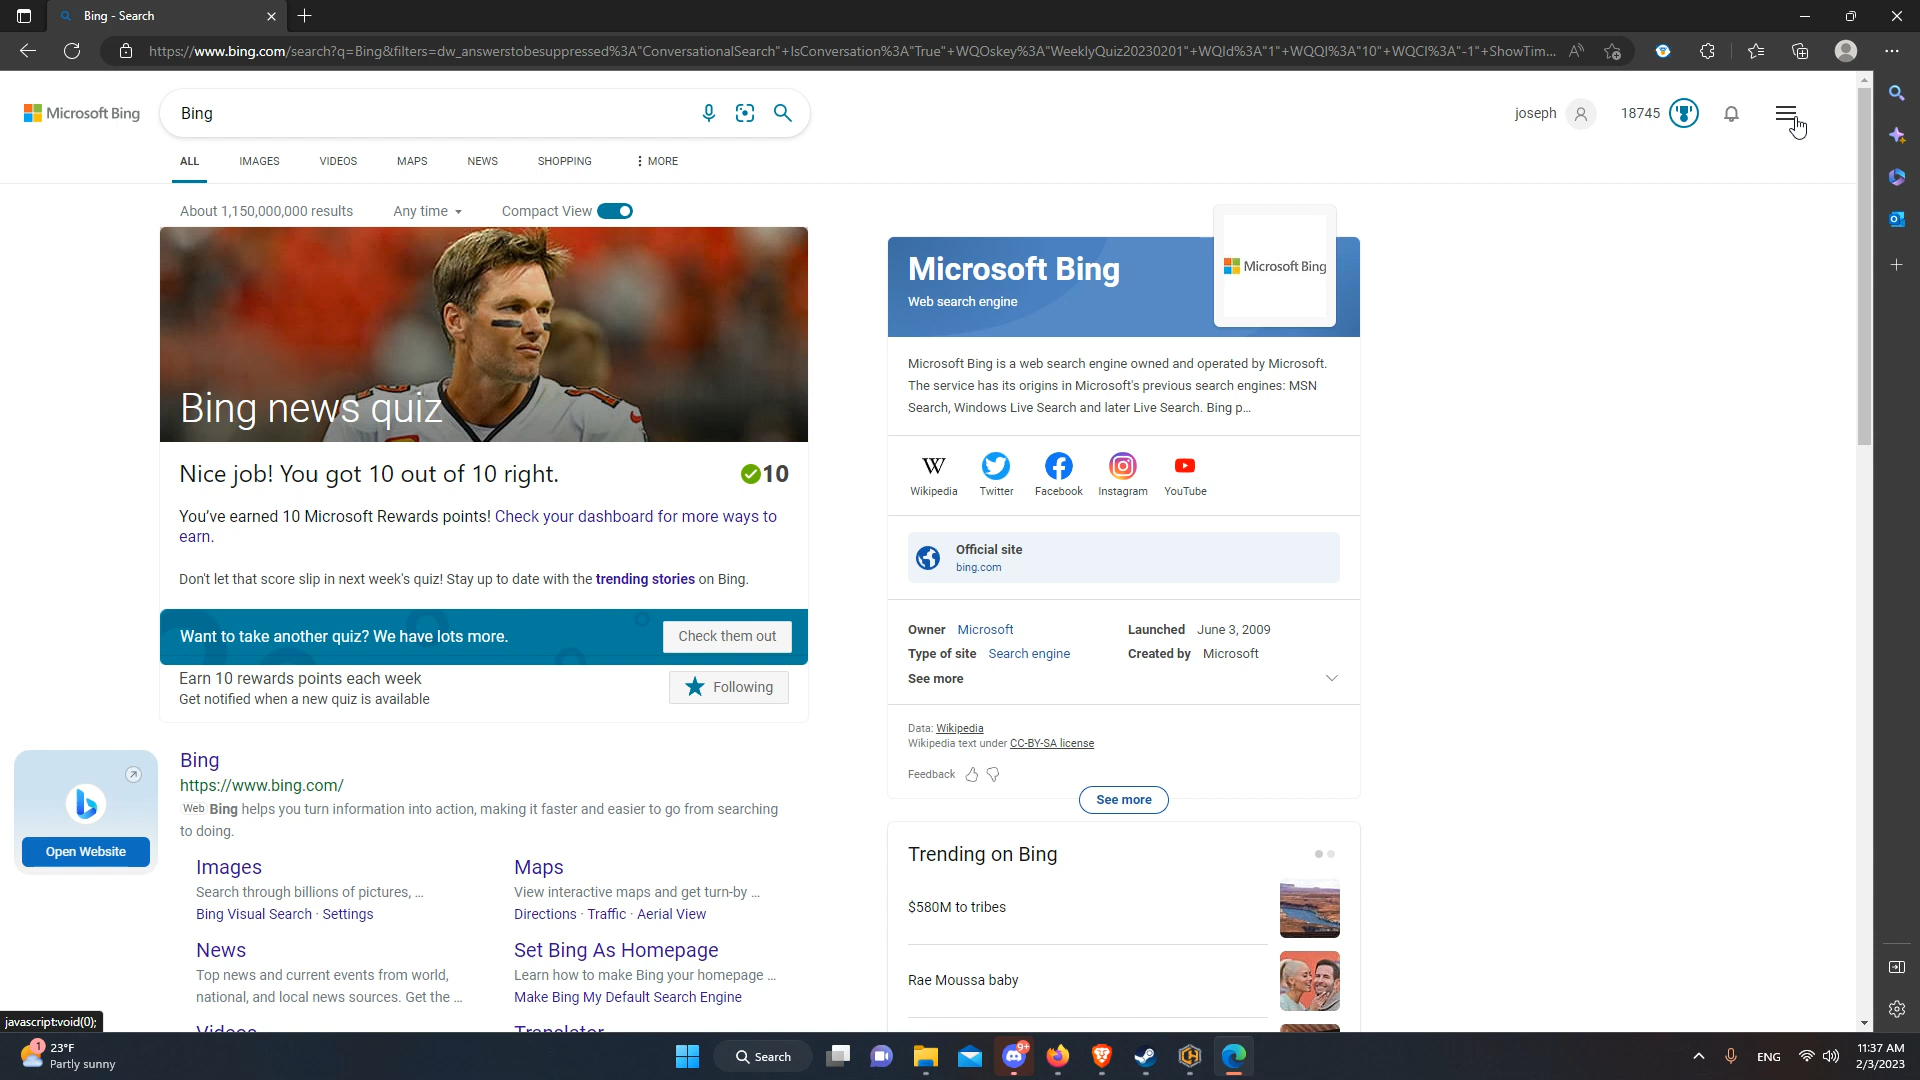 Bing - Search
https://www.bing.com/search?q=Bing&filters=dw_answerstobesuppressed%3A"ConversationalSearch"+IsConversation%3A"True"+WQOskey%3A"WeeklyQuiz20230201"+WQId%3A"1"+WQQI%3A"10"+WQCI%3A"-1"+ShowTim...
Microsoft Bing
Bing
joseph
18745
ALL IMAGES VIDEOS MAPS NEWS SHOPPING MORE
About 1,150,000,000 results Any time Compact View
Bing news quiz
Nice job! You got 10 out of 10 right.
10
You've earned 10 Microsoft Rewards points! Check your dashboard for more ways to
earn.
Don't let that score slip in next week's quiz! Stay up to date with the trending stories on Bing.
Want to take another quiz? We have lots more.
Check them out
Earn 10 rewards points each week
Get notified when a new quiz is available
Following
Open Website
Bing
https://www.bing.com/
Web Bing helps you turn information into action, making it faster and easier to go from searching
to doing.
Images
Search through billions of pictures, ...
Bing Visual Search · Settings
Maps
View interactive maps and get turn-by ...
Directions · Traffic · Aerial View
News
Top news and current events from world,
national, and local news sources. Get the ...
Set Bing As Homepage
Learn how to make Bing your homepage ...
Make Bing My Default Search Engine
Videos
Translator
Microsoft Bing
Web search engine
Microsoft Bing
Microsoft Bing is a web search engine owned and operated by Microsoft.
The service has its origins in Microsoft's previous search engines: MSN
Search, Windows Live Search and later Live Search. Bing p...
Wikipedia Twitter Facebook Instagram YouTube
Official site
bing.com
Owner Microsoft
Launched June 3, 2009
Type of site Search engine
Created by Microsoft
See more
Data: Wikipedia
Wikipedia text under CC-BY-SA license
Feedback
See more
Trending on Bing
$580M to tribes
Rae Moussa baby
javascript:void(0);
1
23°F
Partly sunny
Search
9+
ENG
11:37 AM
2/3/2023